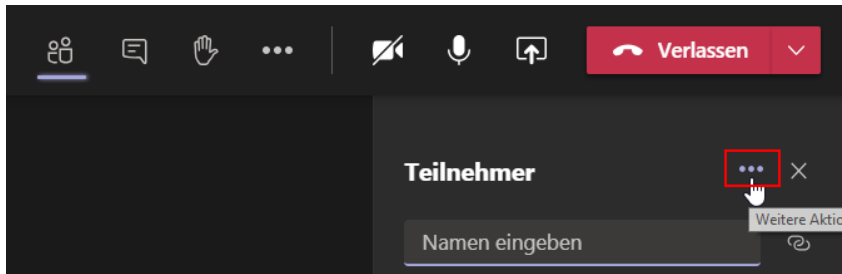 Verlassen
Teilnehmer
Weitere Aktio
Namen eingeben